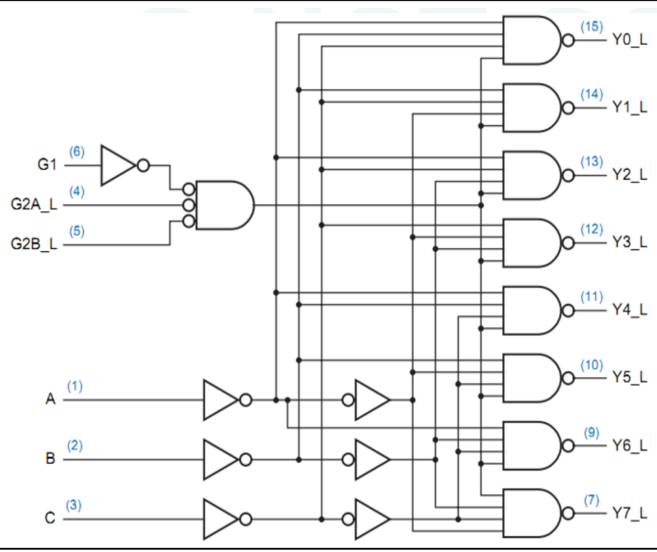 (15) Y0_L
(14) Y1_L
G1 (6)
(13) Y2_L
G2A_L (4)
G2B_L (5)
(12) Y3_L
(11) Y4_L
(10) Y5_L
A (1)
(9) Y6_L
B (2)
(7) Y7_L
C (3)